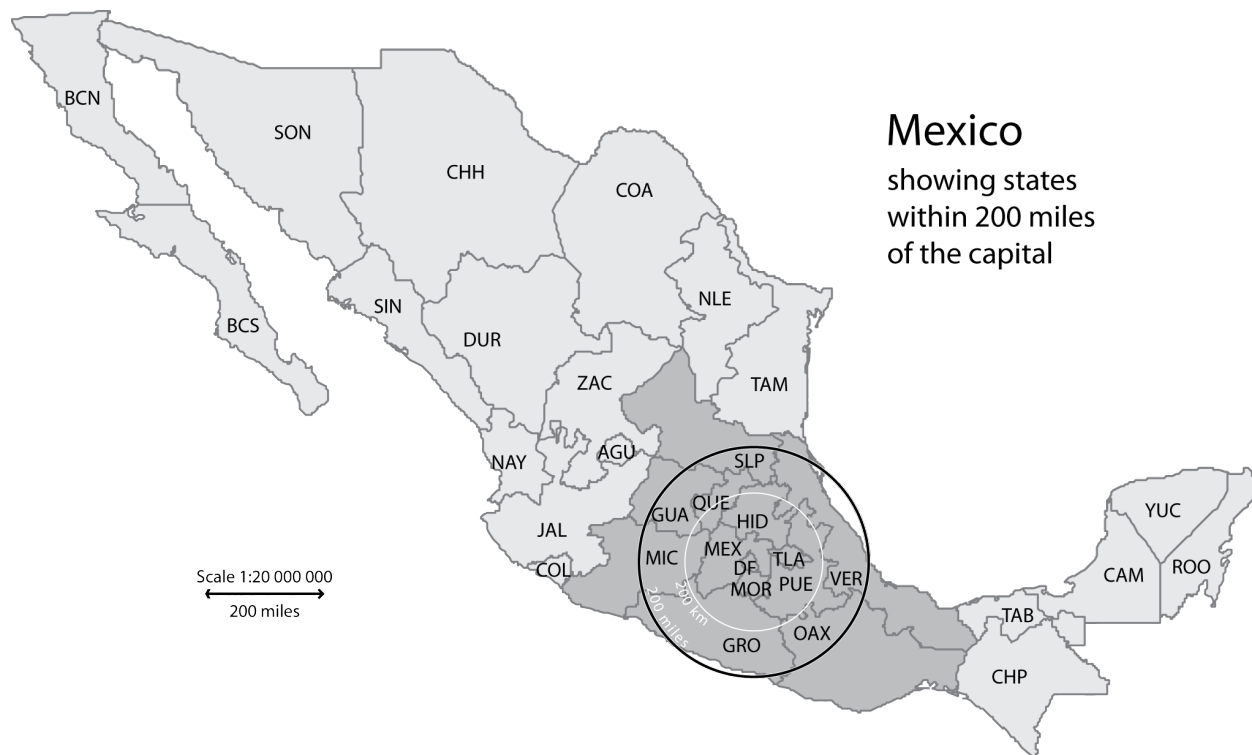 Mexico
showing states
within 200 miles
of the capital
BCN
SON
CHH
COA
BCS
SIN
DUR
NLE
ZAC
TAM
NAY
AGU
SLP
JAL
GUA
QUE
HID
COL
MIC
MEX
DF
TLA
MOR
PUE
VER
GRO
OAX
200 km
200 miles
YUC
CAM
ROO
TAB
CHP
Scale 1:20 000 000
200 miles